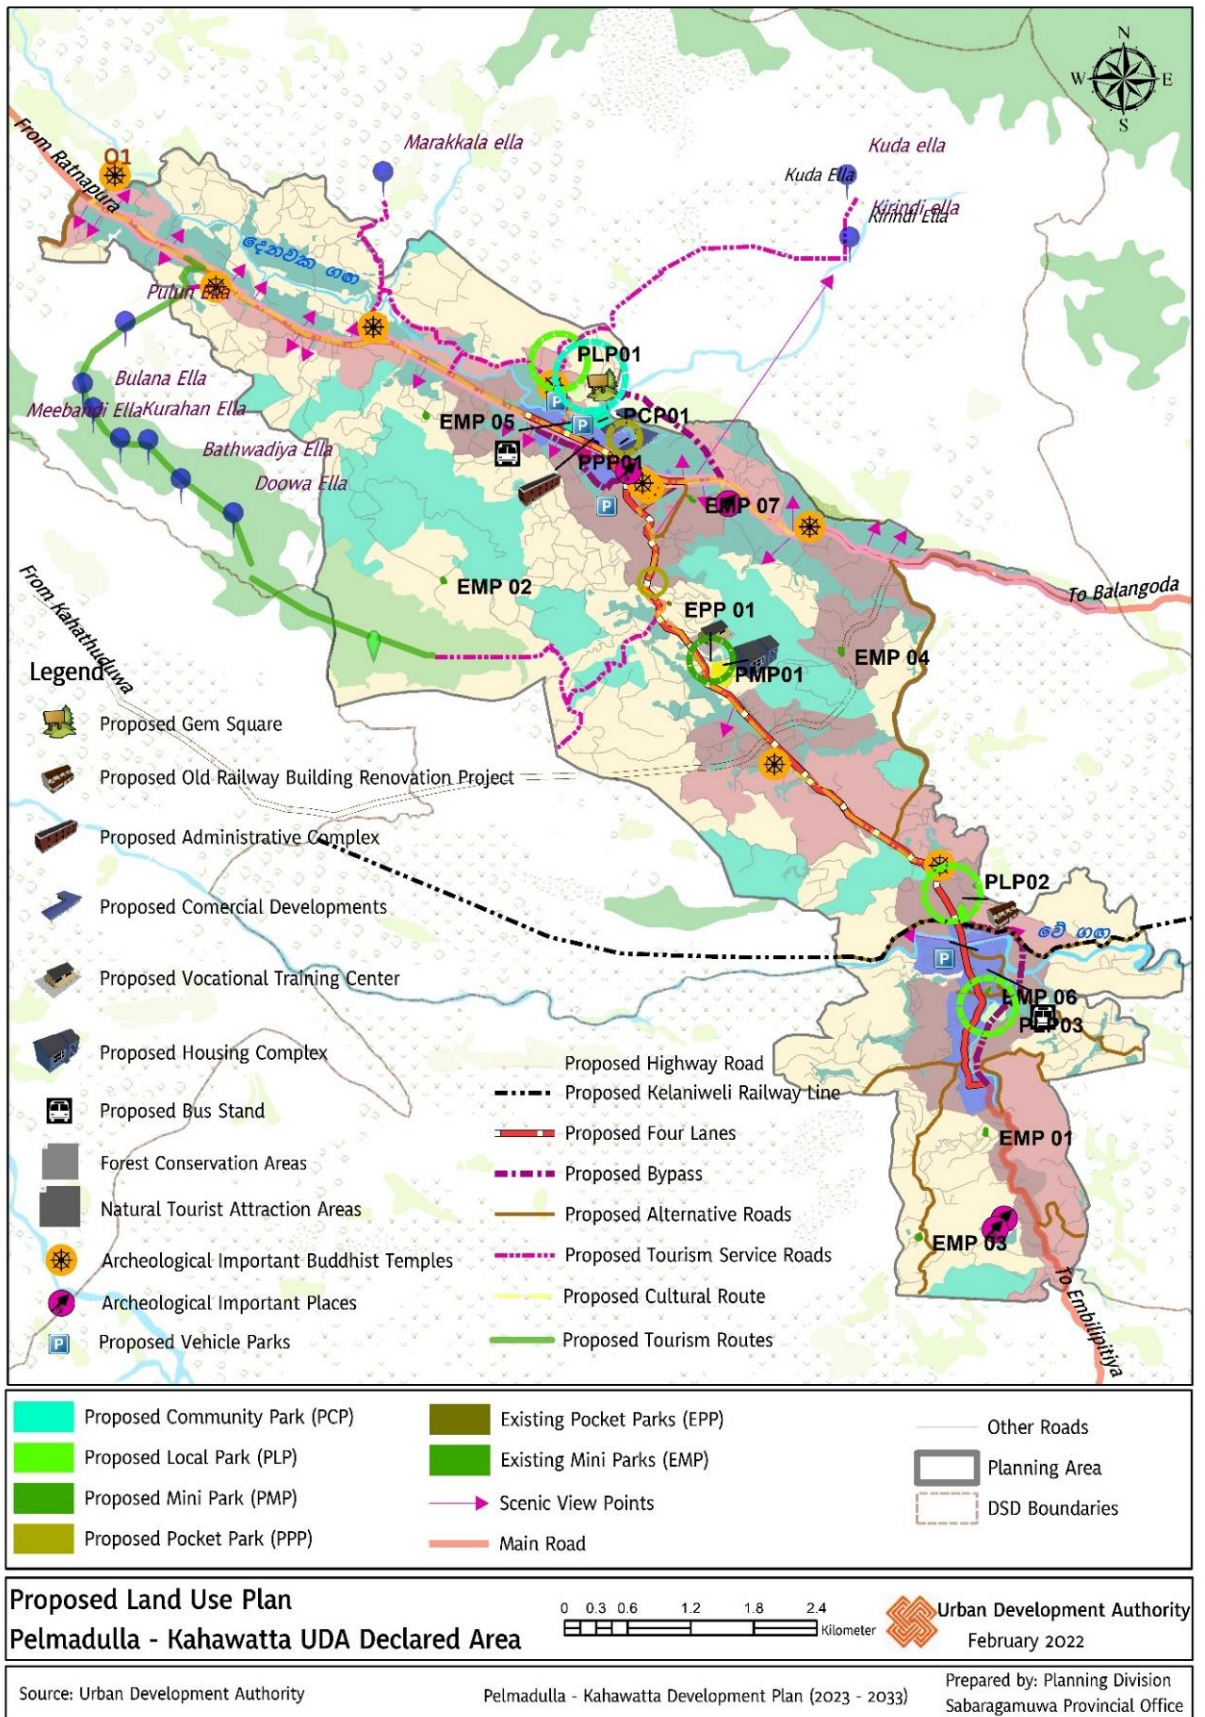 N
W
E
S
From Ratnapura
01
Marakkala ella
Kuda ella
Kuda Ella
Kirindi ella
Kirindi Ella
දෙනවක ගඟ
Pulun Ella
Bulana Ella
Meebandi Ella
Kurahan Ella
Bathwadiya Ella
Doowa Ella
PLP01
P
PCP01
EMP 05
P
PPP01
P
EMP 07
EMP 02
EPP 01
PMP01
EMP 04
To Balangoda
From Kahathuduwa
PLP02
වේ ගඟ
P
EMP 06
PLP03
EMP 01
EMP 03
To Embilipitiya
Legend
Proposed Gem Square
Proposed Old Railway Building Renovation Project
Proposed Administrative Complex
Proposed Comercial Developments
Proposed Vocational Training Center
Proposed Housing Complex
Proposed Bus Stand
Forest Conservation Areas
Natural Tourist Attraction Areas
Archeological Important Buddhist Temples
Archeological Important Places
P Proposed Vehicle Parks
Proposed Highway Road
Proposed Kelaniweli Railway Line
Proposed Four Lanes
Proposed Bypass
Proposed Alternative Roads
Proposed Tourism Service Roads
Proposed Cultural Route
Proposed Tourism Routes
Proposed Community Park (PCP)
Proposed Local Park (PLP)
Proposed Mini Park (PMP)
Proposed Pocket Park (PPP)
Existing Pocket Parks (EPP)
Existing Mini Parks (EMP)
Scenic View Points
Main Road
Other Roads
Planning Area
DSD Boundaries
Proposed Land Use Plan
Pelmadulla - Kahawatta UDA Declared Area
0 0.3 0.6 1.2 1.8 2.4
Kilometer
Urban Development Authority
February 2022
Source: Urban Development Authority
Pelmadulla - Kahawatta Development Plan (2023 - 2033)
Prepared by: Planning Division
Sabaragamuwa Provincial Office